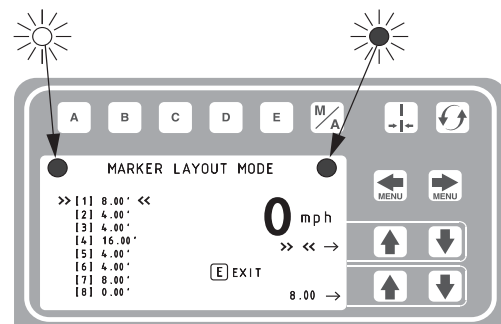 A B C D E M/A
MARKER LAYOUT MODE
>> [1] 8.00' <<
[2] 4.00'
[3] 4.00'
[4] 16.00'
[5] 4.00'
[6] 4.00'
[7] 8.00'
[8] 0.00'
0 mph
>> << →
E EXIT
8.00 →
MENU MENU